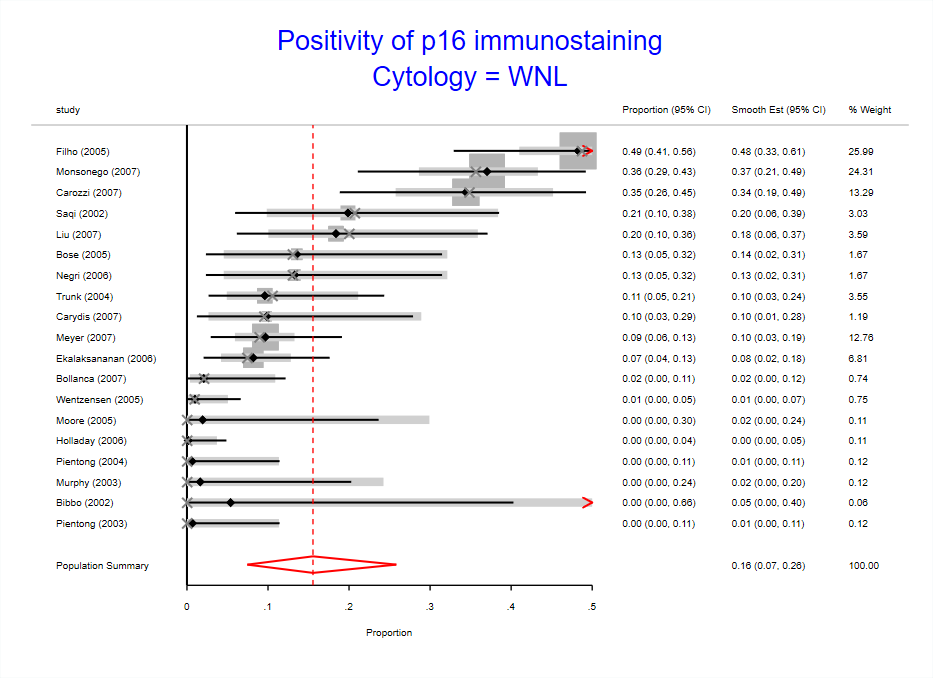 Positivity of p16 immunostaining
Cytology = WNL
study Proportion (95% CI) Smooth Est (95% CI) % Weight
Filho (2005) 0.49 (0.41, 0.56) 0.48 (0.33, 0.61) 25.99
Monsonego (2007) 0.36 (0.29, 0.43) 0.37 (0.21, 0.49) 24.31
Carozzi (2007) 0.35 (0.26, 0.45) 0.34 (0.19, 0.49) 13.29
Saqi (2002) 0.21 (0.10, 0.38) 0.20 (0.06, 0.39) 3.03
Liu (2007) 0.20 (0.10, 0.36) 0.18 (0.06, 0.37) 3.59
Bose (2005) 0.13 (0.05, 0.32) 0.14 (0.02, 0.31) 1.67
Negri (2006) 0.13 (0.05, 0.32) 0.13 (0.02, 0.31) 1.67
Trunk (2004) 0.11 (0.05, 0.21) 0.10 (0.03, 0.24) 3.55
Carydis (2007) 0.10 (0.03, 0.29) 0.10 (0.01, 0.28) 1.19
Meyer (2007) 0.09 (0.06, 0.13) 0.10 (0.03, 0.19) 12.76
Ekalaksananan (2006) 0.07 (0.04, 0.13) 0.08 (0.02, 0.18) 6.81
Bollanca (2007) 0.02 (0.00, 0.11) 0.02 (0.00, 0.12) 0.74
Wentzensen (2005) 0.01 (0.00, 0.05) 0.01 (0.00, 0.07) 0.75
Moore (2005) 0.00 (0.00, 0.30) 0.02 (0.00, 0.24) 0.11
Holladay (2006) 0.00 (0.00, 0.04) 0.00 (0.00, 0.05) 0.11
Pientong (2004) 0.00 (0.00, 0.11) 0.01 (0.00, 0.11) 0.12
Murphy (2003) 0.00 (0.00, 0.24) 0.02 (0.00, 0.20) 0.12
Bibbo (2002) 0.00 (0.00, 0.66) 0.05 (0.00, 0.40) 0.06
Pientong (2003) 0.00 (0.00, 0.11) 0.01 (0.00, 0.11) 0.12
Population Summary 0.16 (0.07, 0.26) 100.00
0 .1 .2 .3 .4 .5
Proportion